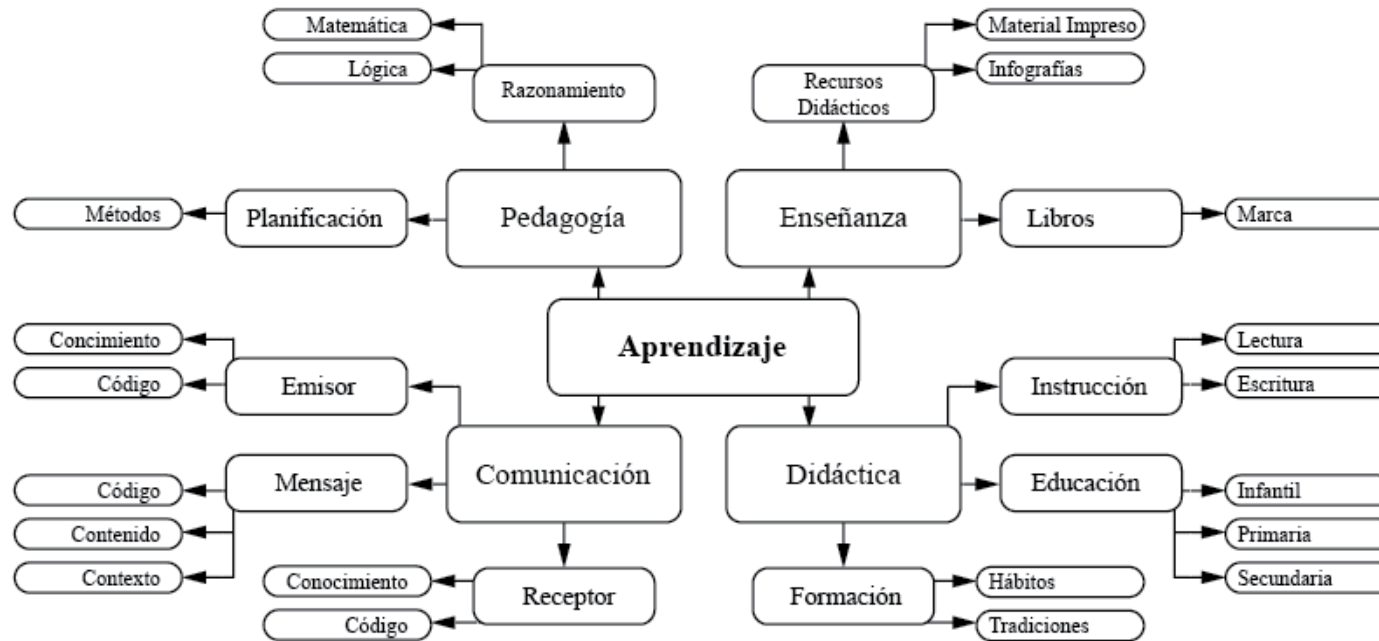 Matemática
Material Impreso
Lógica
Infografías
Razonamiento
Recursos
Didácticos
Métodos
Planificación
Pedagogía
Enseñanza
Libros
Marca
Aprendizaje
Concimiento
Código
Emisor
Instrucción
Lectura
Escritura
Comunicación
Didáctica
Mensaje
Código
Contenido
Contexto
Educación
Infantil
Primaria
Secundaria
Conocimiento
Código
Receptor
Formación
Hábitos
Tradiciones